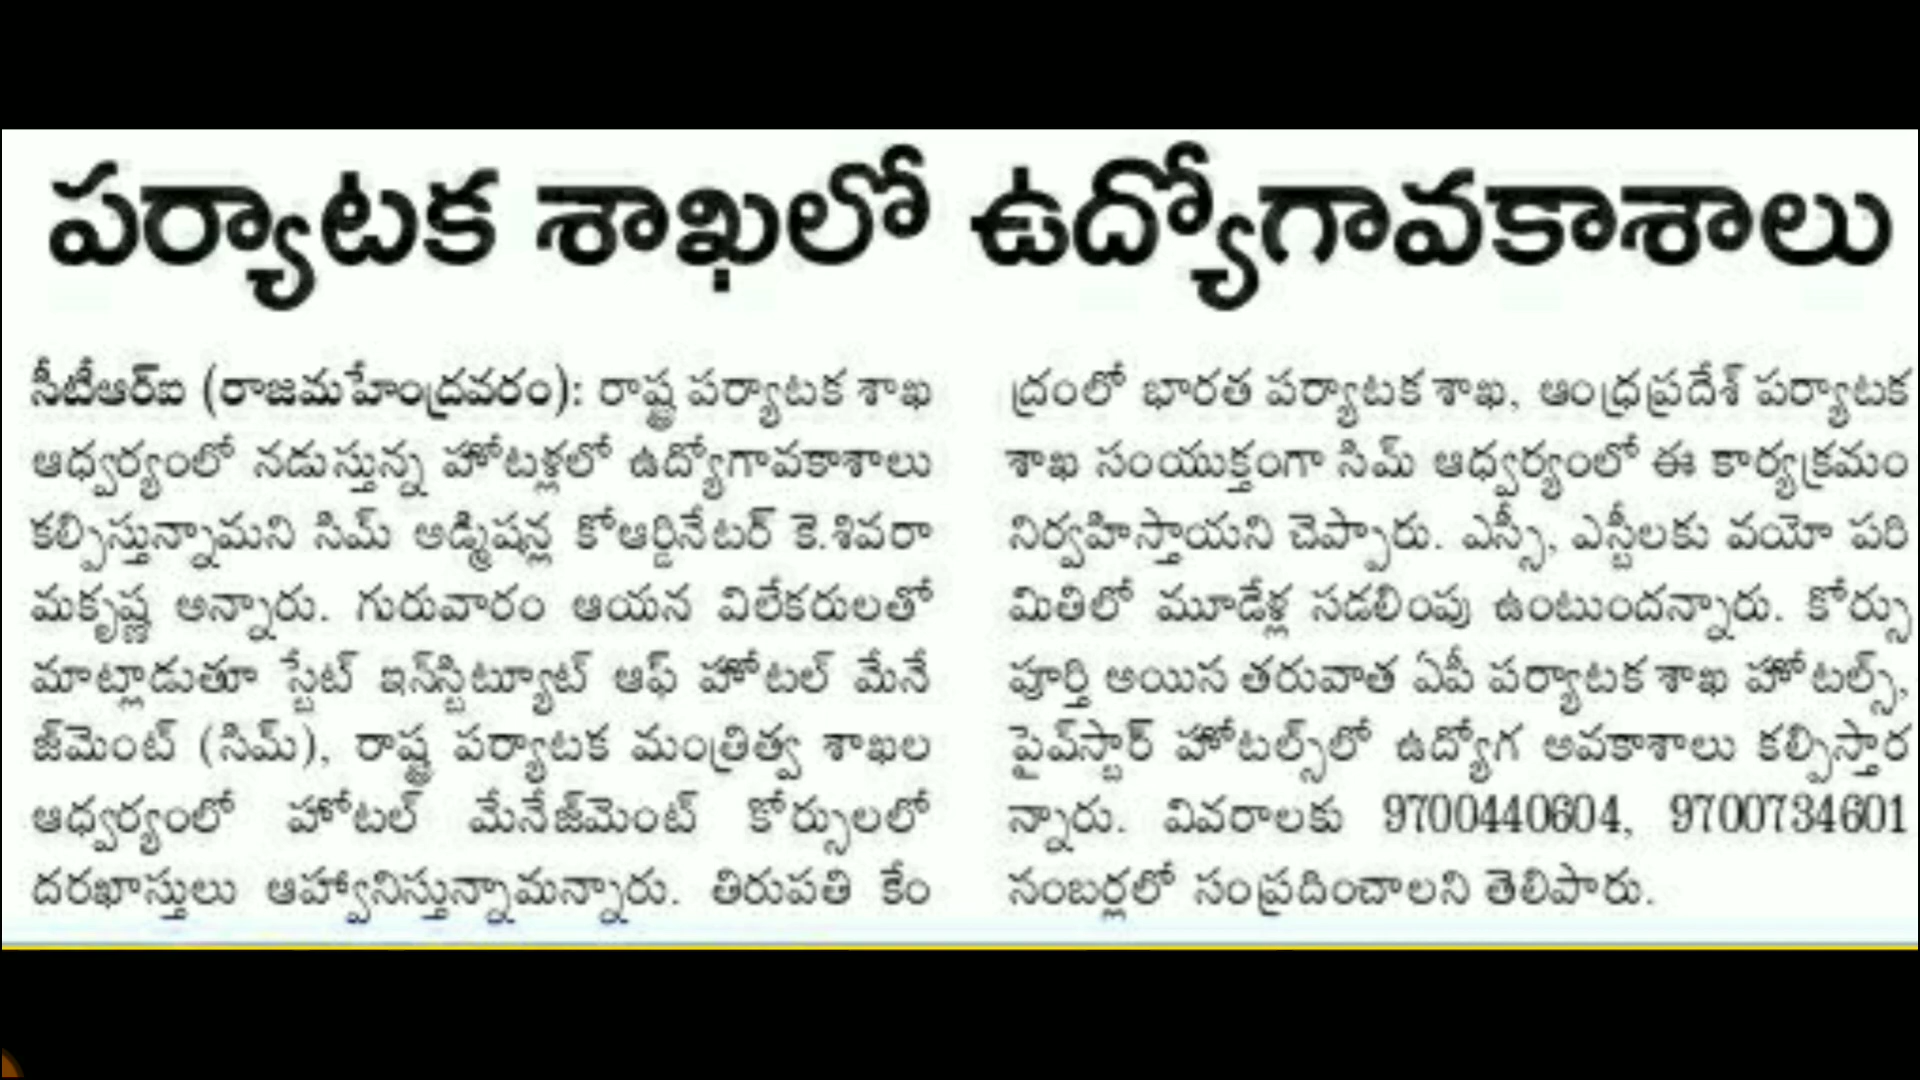 పర్యాటక శాఖలో ఉద్యోగావకాశాలు
సీటీఆర్ఐ (రాజమహేంద్రవరం): రాష్ట్ర పర్యాటక శాఖ
ఆధ్వర్యంలో నడుస్తున్న హోటళ్లలో ఉద్యోగావకాశాలు
కల్పిస్తున్నామని సిమ్ అడ్మిషన్ల కోఆర్డినేటర్ కె.శివరా
మకృష్ణ అన్నారు. గురువారం ఆయన విలేకరులతో
మాట్లాడుతూ స్టేట్ ఇన్‌స్టిట్యూట్ ఆఫ్ హోటల్ మేనే
జ్‌మెంట్ (సిమ్), రాష్ట్ర పర్యాటక మంత్రిత్వ శాఖల
ఆధ్వర్యంలో హోటల్ మేనేజ్‌మెంట్ కోర్సులలో
దరఖాస్తులు ఆహ్వానిస్తున్నామన్నారు. తిరుపతి కేం
ద్రంలో భారత పర్యాటక శాఖ, ఆంధ్రప్రదేశ్ పర్యాటక
శాఖ సంయుక్తంగా సిమ్ ఆధ్వర్యంలో ఈ కార్యక్రమం
నిర్వహిస్తాయని చెప్పారు. ఎస్సీ, ఎస్టీలకు వయో పరి
మితిలో మూడేళ్ల సడలింపు ఉంటుందన్నారు. కోర్సు
పూర్తి అయిన తరువాత ఏపీ పర్యాటక శాఖ హోటల్స్,
పైవ్‌స్టార్ హోటల్స్‌లో ఉద్యోగ అవకాశాలు కల్పిస్తార
న్నారు. వివరాలకు 9700440604, 9700734601
నంబర్లలో సంప్రదించాలని తెలిపారు.